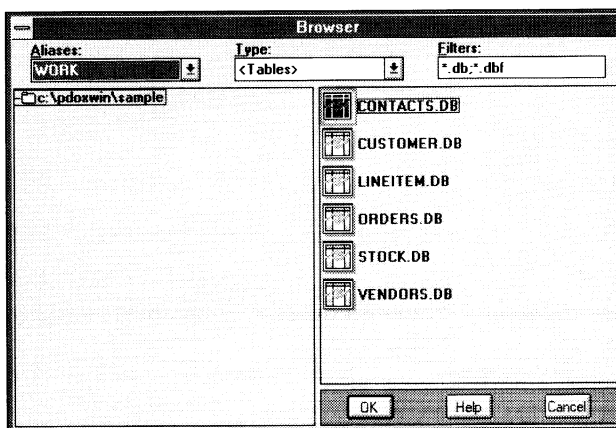 Browser
Aliases: Type: Filters:
WORK <Tables> *.db;*.dbf
c:\pdoxwin\sample
CONTACTS.DB
CUSTOMER.DB
LINEITEM.DB
ORDERS.DB
STOCK.DB
VENDORS.DB
OK Help Cancel